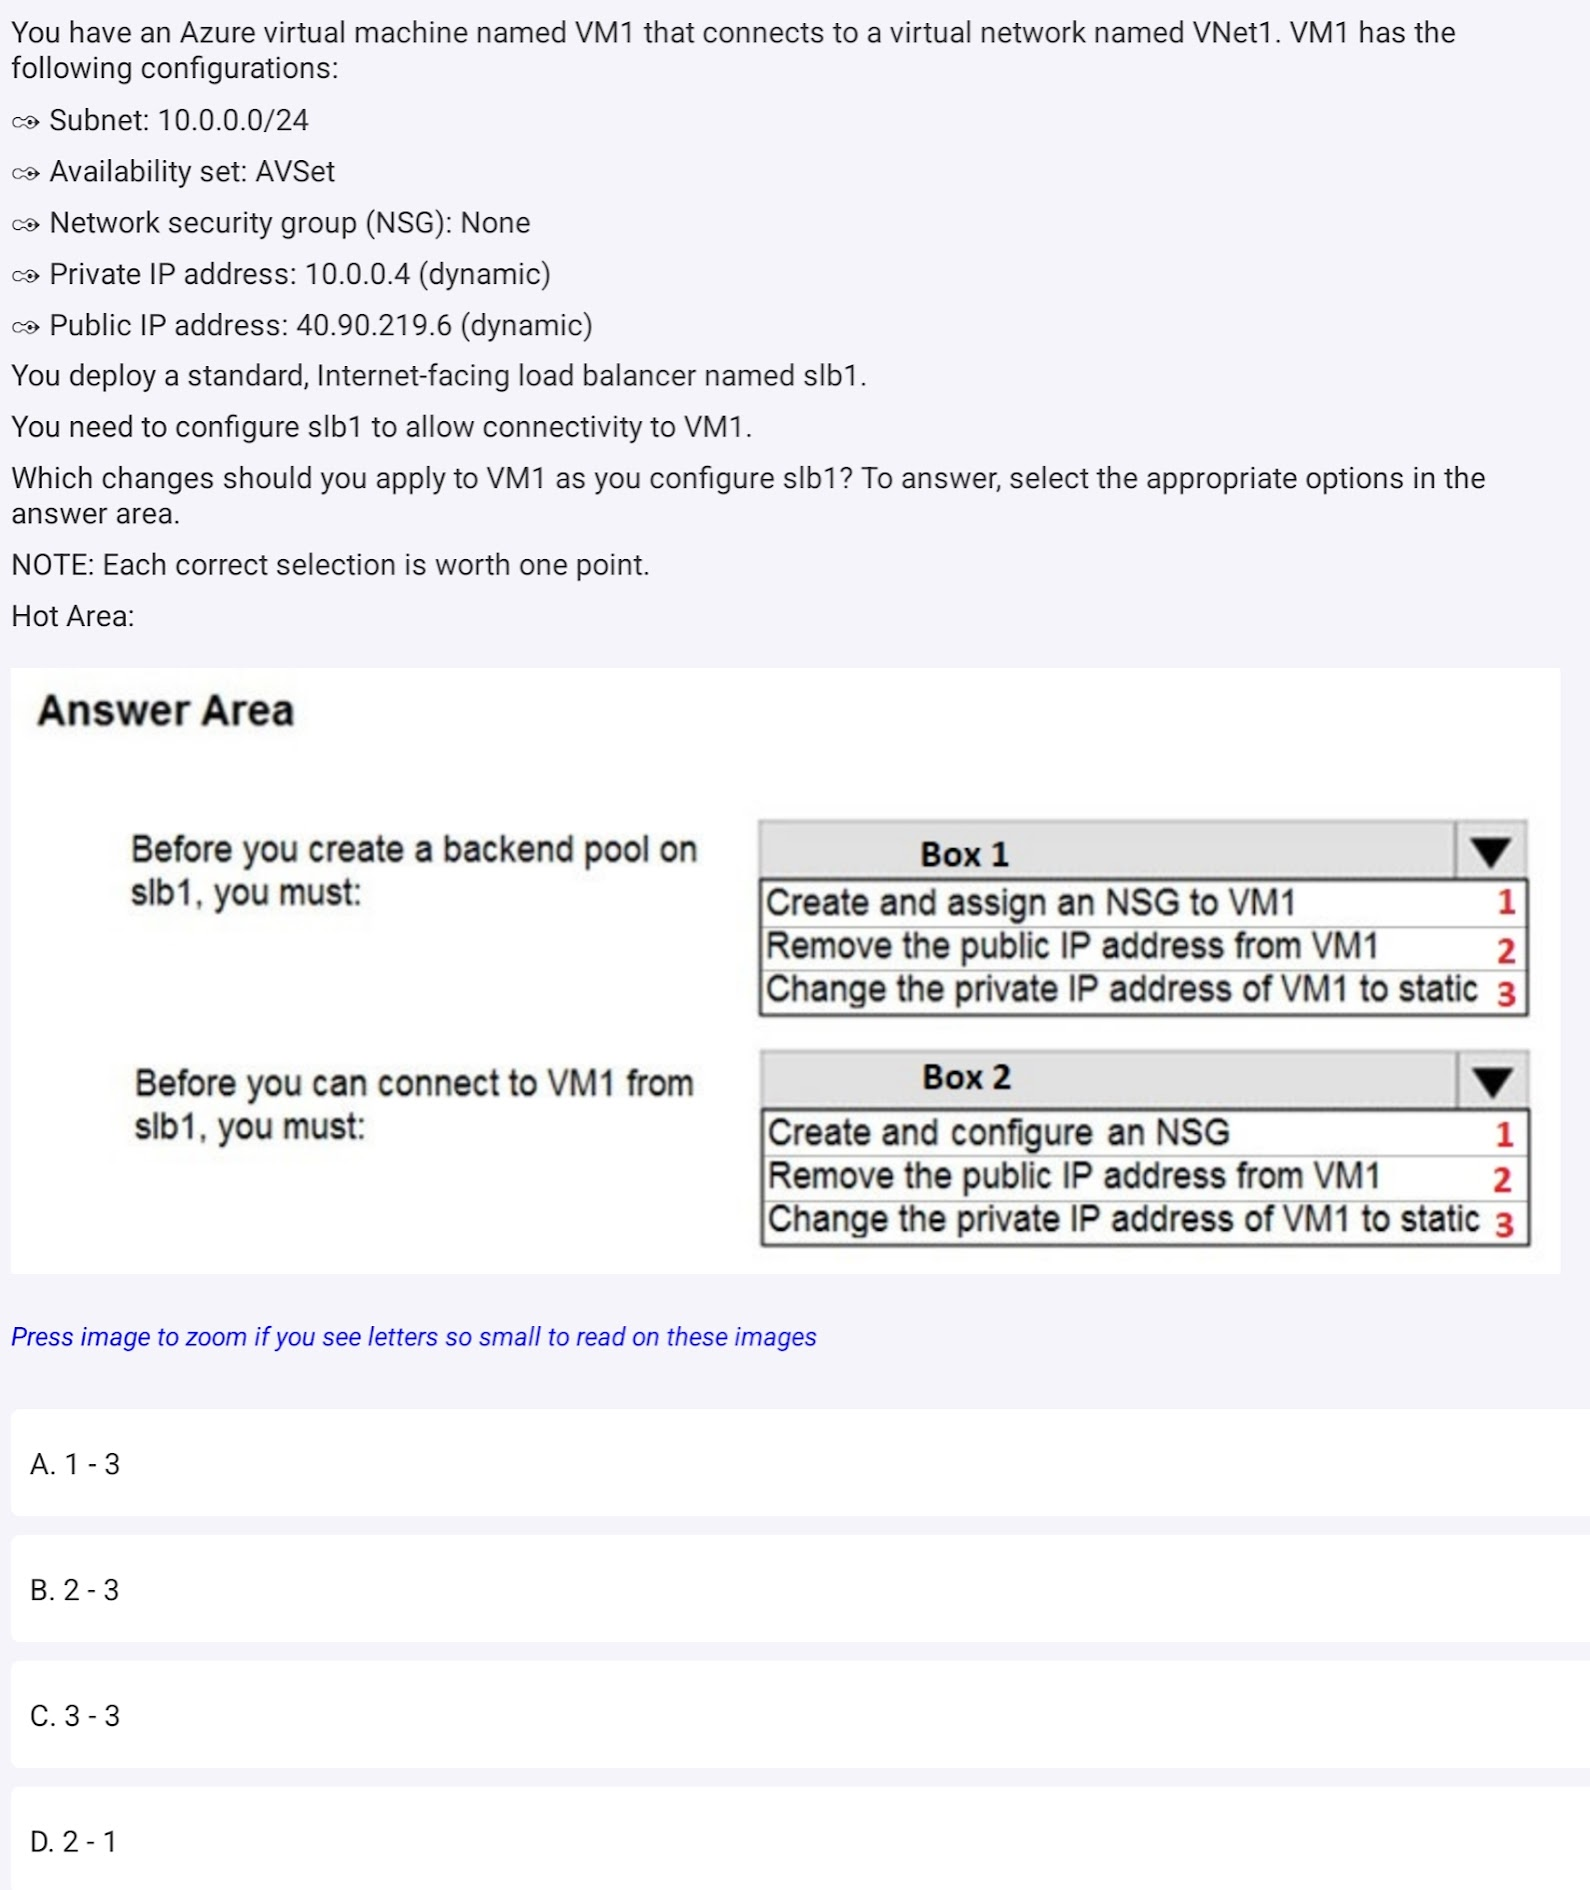 You have an Azure virtual machine named VM1 that connects to a virtual network named VNet1. VM1 has the
following configurations:
Subnet: 10.0.0.0/24
Availability set: AVSet
Network security group (NSG): None
Private IP address: 10.0.0.4 (dynamic)
Public IP address: 40.90.219.6 (dynamic)
You deploy a standard, Internet-facing load balancer named slb1.
You need to configure slb1 to allow connectivity to VM1.
Which changes should you apply to VM1 as you configure slb1? To answer, select the appropriate options in the
answer area.
NOTE: Each correct selection is worth one point.
Hot Area:
Answer Area
Before you create a backend pool on
slb1, you must:
Box 1
Create and assign an NSG to VM1 1
Remove the public IP address from VM1 2
Change the private IP address of VM1 to static 3
Before you can connect to VM1 from
slb1, you must:
Box 2
Create and configure an NSG 1
Remove the public IP address from VM1 2
Change the private IP address of VM1 to static 3
Press image to zoom if you see letters so small to read on these images
A. 1 - 3
B. 2 - 3
C. 3 - 3
D. 2 - 1